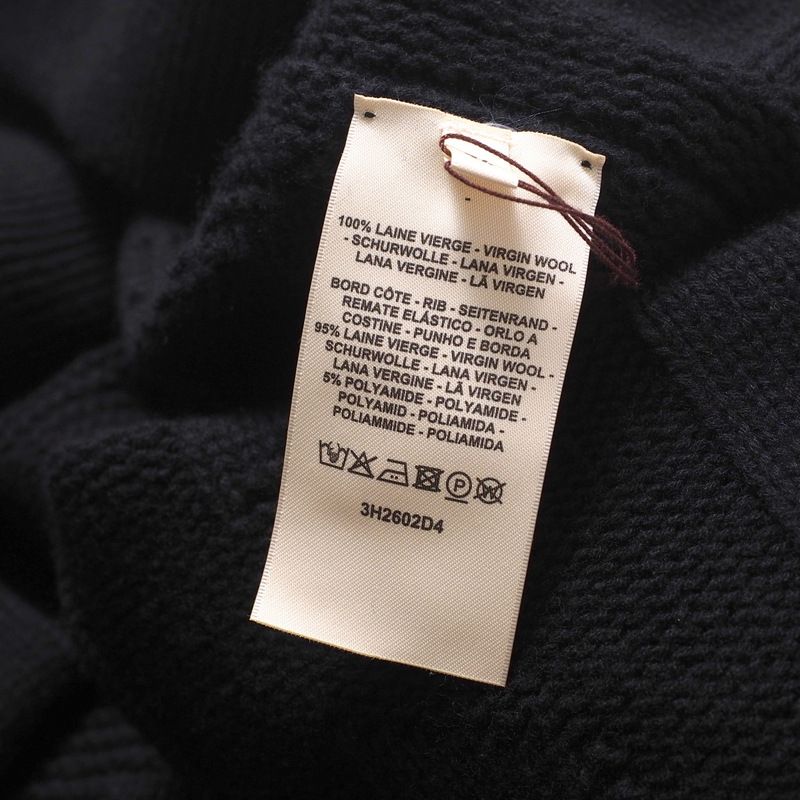 100% LAINE VIERGE - VIRGIN WOOL
- SCHURWOLLE - LANA VIRGEN -
LANA VERGINE - LÃ VIRGEN
BORD CÔTE - RIB - SEITENRAND -
REMATE ELÁSTICO - ORLO A
COSTINE - PUNHO E BORDA
95% LAINE VIERGE - VIRGIN WOOL -
SCHURWOLLE - LANA VIRGEN -
LANA VERGINE - LÃ VIRGEN
5% POLYAMIDE - POLYAMIDE -
POLYAMID - POLIAMIDA -
POLIAMMIDE - POLIAMIDA
P W
3H2602D4